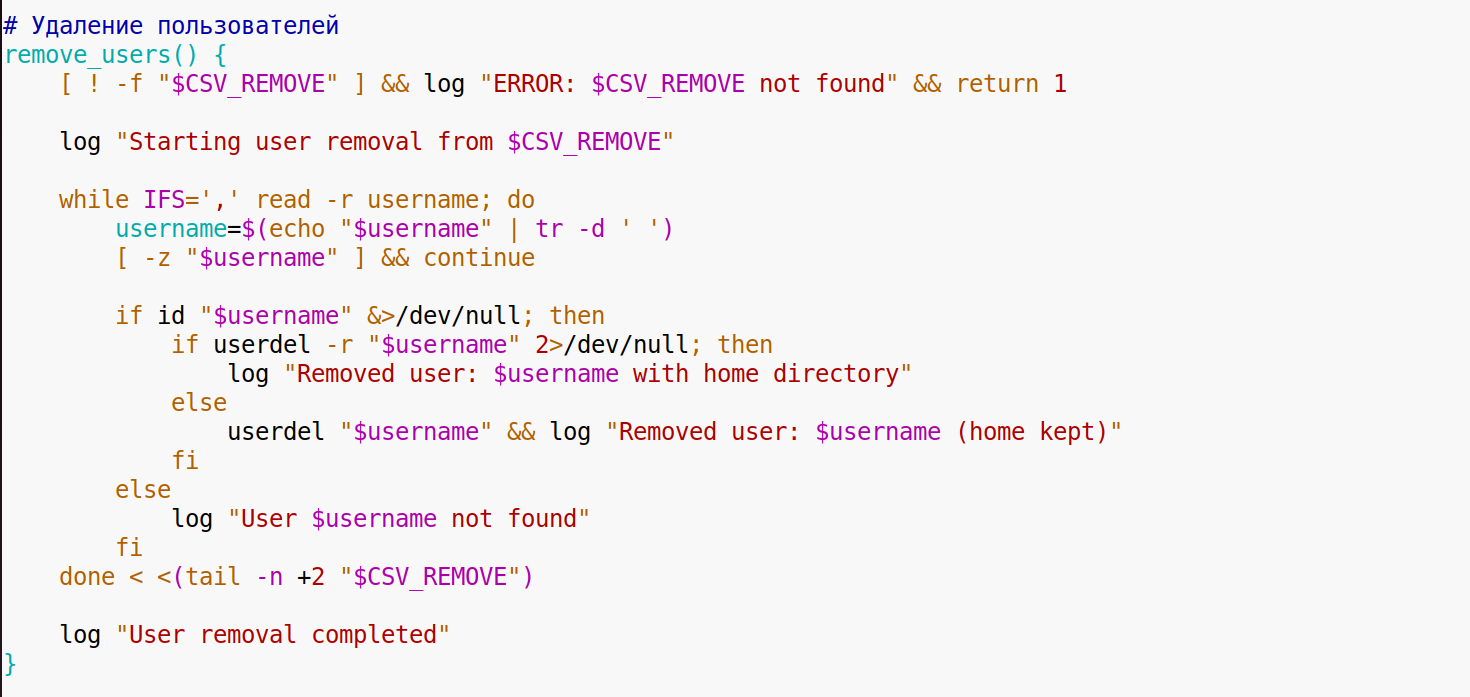 # Удаление пользователей
remove_users() {
    [ ! -f "$CSV_REMOVE" ] && log "ERROR: $CSV_REMOVE not found" && return 1

    log "Starting user removal from $CSV_REMOVE"

    while IFS=',' read -r username; do
        username=$(echo "$username" | tr -d ' ')
        [ -z "$username" ] && continue

        if id "$username" &>/dev/null; then
            if userdel -r "$username" 2>/dev/null; then
                log "Removed user: $username with home directory"
            else
                userdel "$username" && log "Removed user: $username (home kept)"
            fi
        else
            log "User $username not found"
        fi
    done < <(tail -n +2 "$CSV_REMOVE")

    log "User removal completed"
}